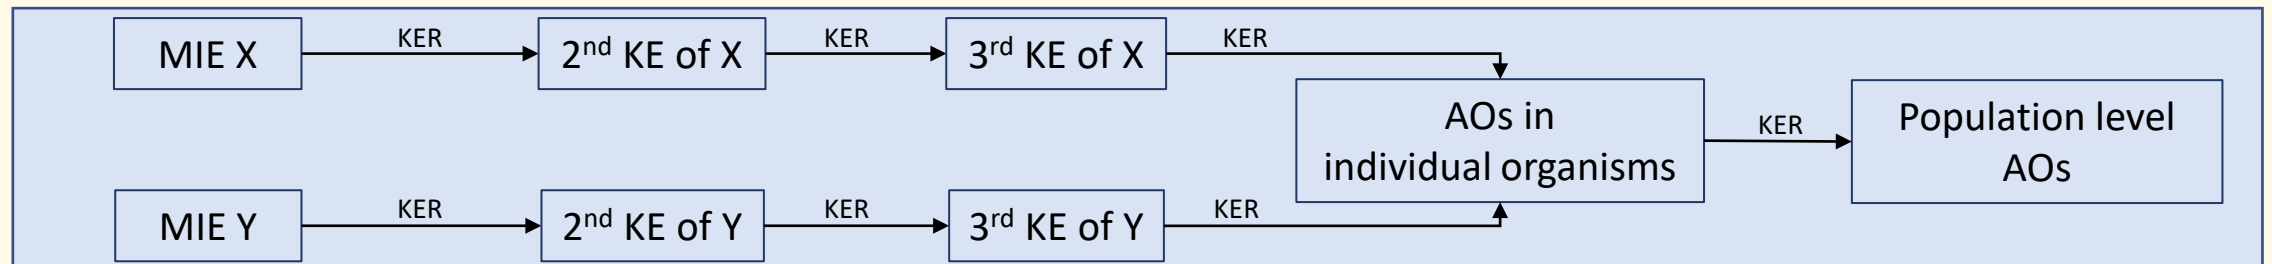 MIE X
KER
2nd KE of X
KER
3rd KE of X
KER
AOs in
individual organisms
KER
Population level
AOs
MIE Y
KER
2nd KE of Y
KER
3rd KE of Y
KER